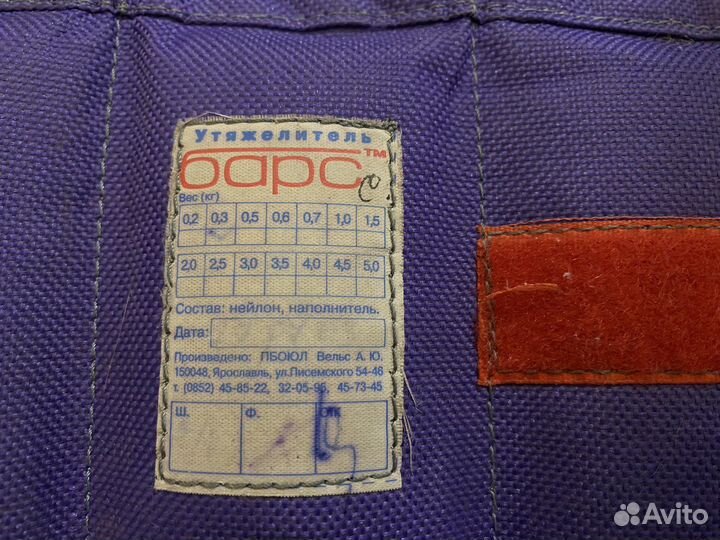 Утяжелитель
барс™
Вес (кг)
0,2 0,3 0,5 0,6 0,7 1,0 1,5
2,0 2,5 3,0 3,5 4,0 4,5 5,0
Состав: нейлон, наполнитель.
Дата:
Произведено: ПБОЮЛ Вельс А. Ю.
150048, Ярославль, ул.Писемского 54-46
т. (0852) 45-85-22, 32-05-95, 45-73-45
Ш. Ф. ОТК
Avito